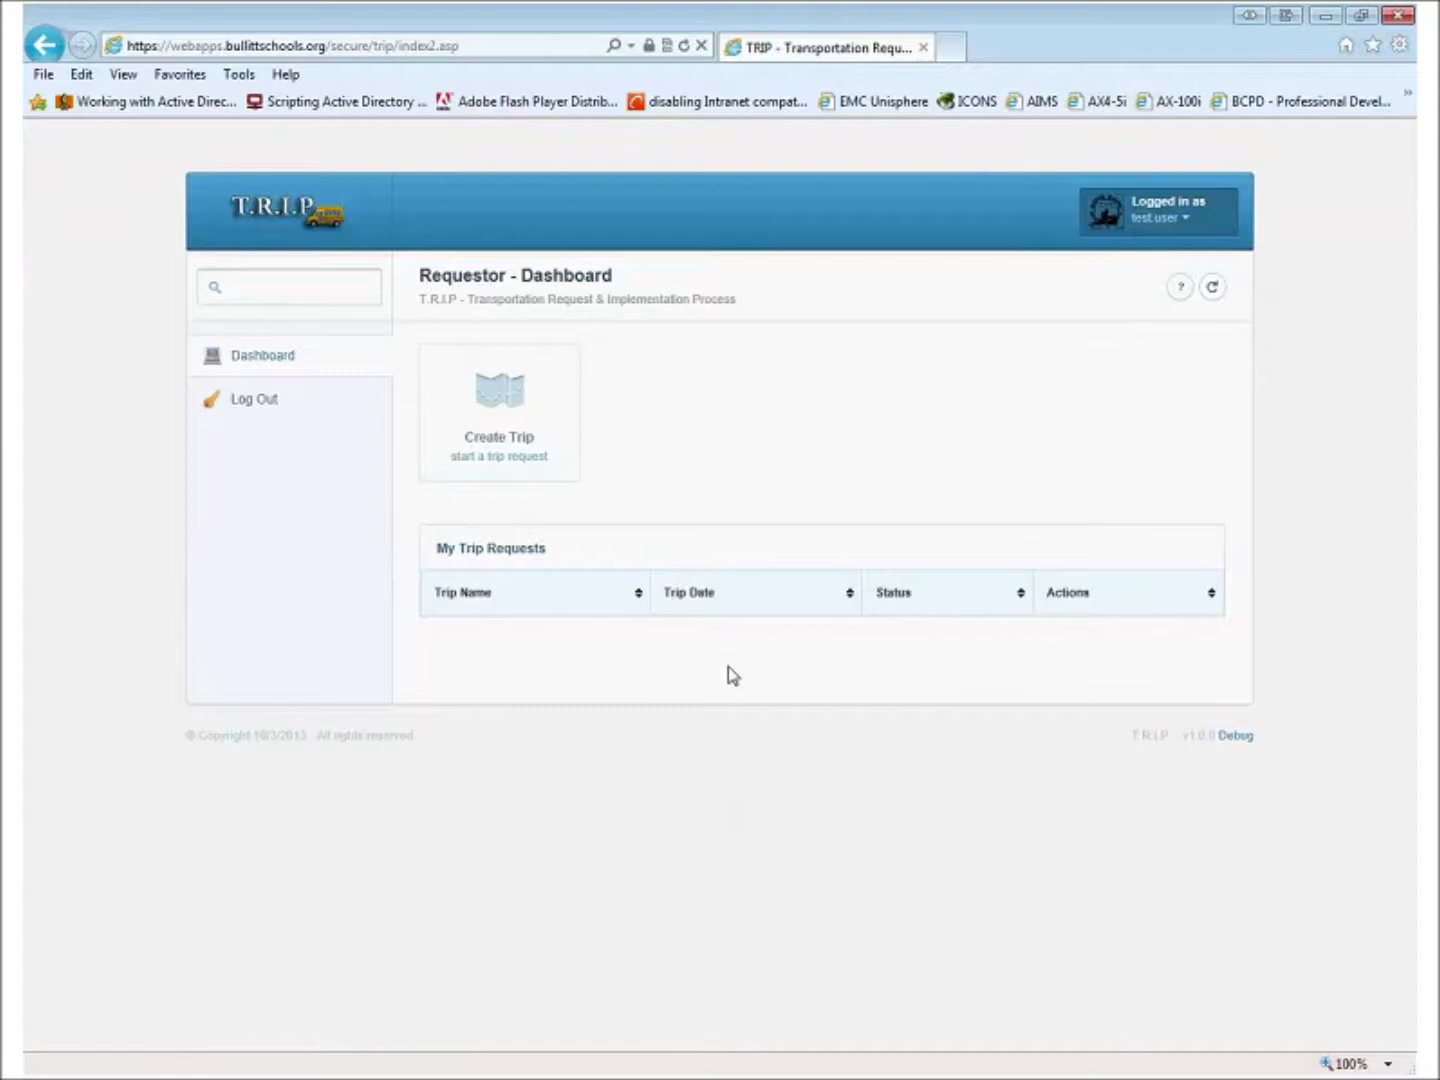 https://webapps.bullittschools.org/secure/trip/index2.asp
TRIP - Transportation Requ...
File Edit View Favorites Tools Help
Working with Active Direc... Scripting Active Directory ... Adobe Flash Player Distrib... disabling Intranet compat... EMC Unisphere ICONS AIMS AX4-5i AX-100i BCPD - Professional Devel...
T.R.I.P
Logged in as
test.user
Requestor - Dashboard
T.R.I.P - Transportation Request & Implementation Process
?
Dashboard
Log Out
Create Trip
start a trip request
My Trip Requests
Trip Name Trip Date Status Actions
© Copyright 10/3/2013 All rights reserved.
T.R.I.P v1.0.0 Debug
100%